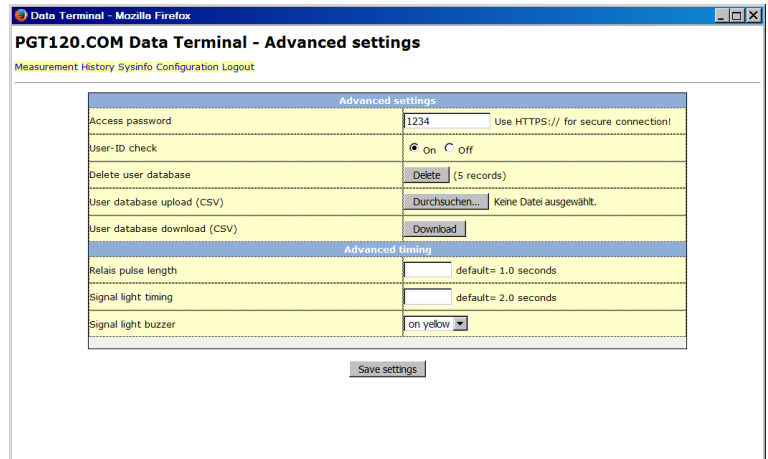 Data Terminal - Mozilla Firefox
PGT120.COM Data Terminal - Advanced settings
Measurement History Sysinfo Configuration Logout
Advanced settings
Access password 1234 Use HTTPS:// for secure connection!
User-ID check On Off
Delete user database Delete (5 records)
User database upload (CSV) Durchsuchen... Keine Datei ausgewählt.
User database download (CSV) Download
Advanced timing
Relais pulse length default= 1.0 seconds
Signal light timing default= 2.0 seconds
Signal light buzzer on yellow
Save settings